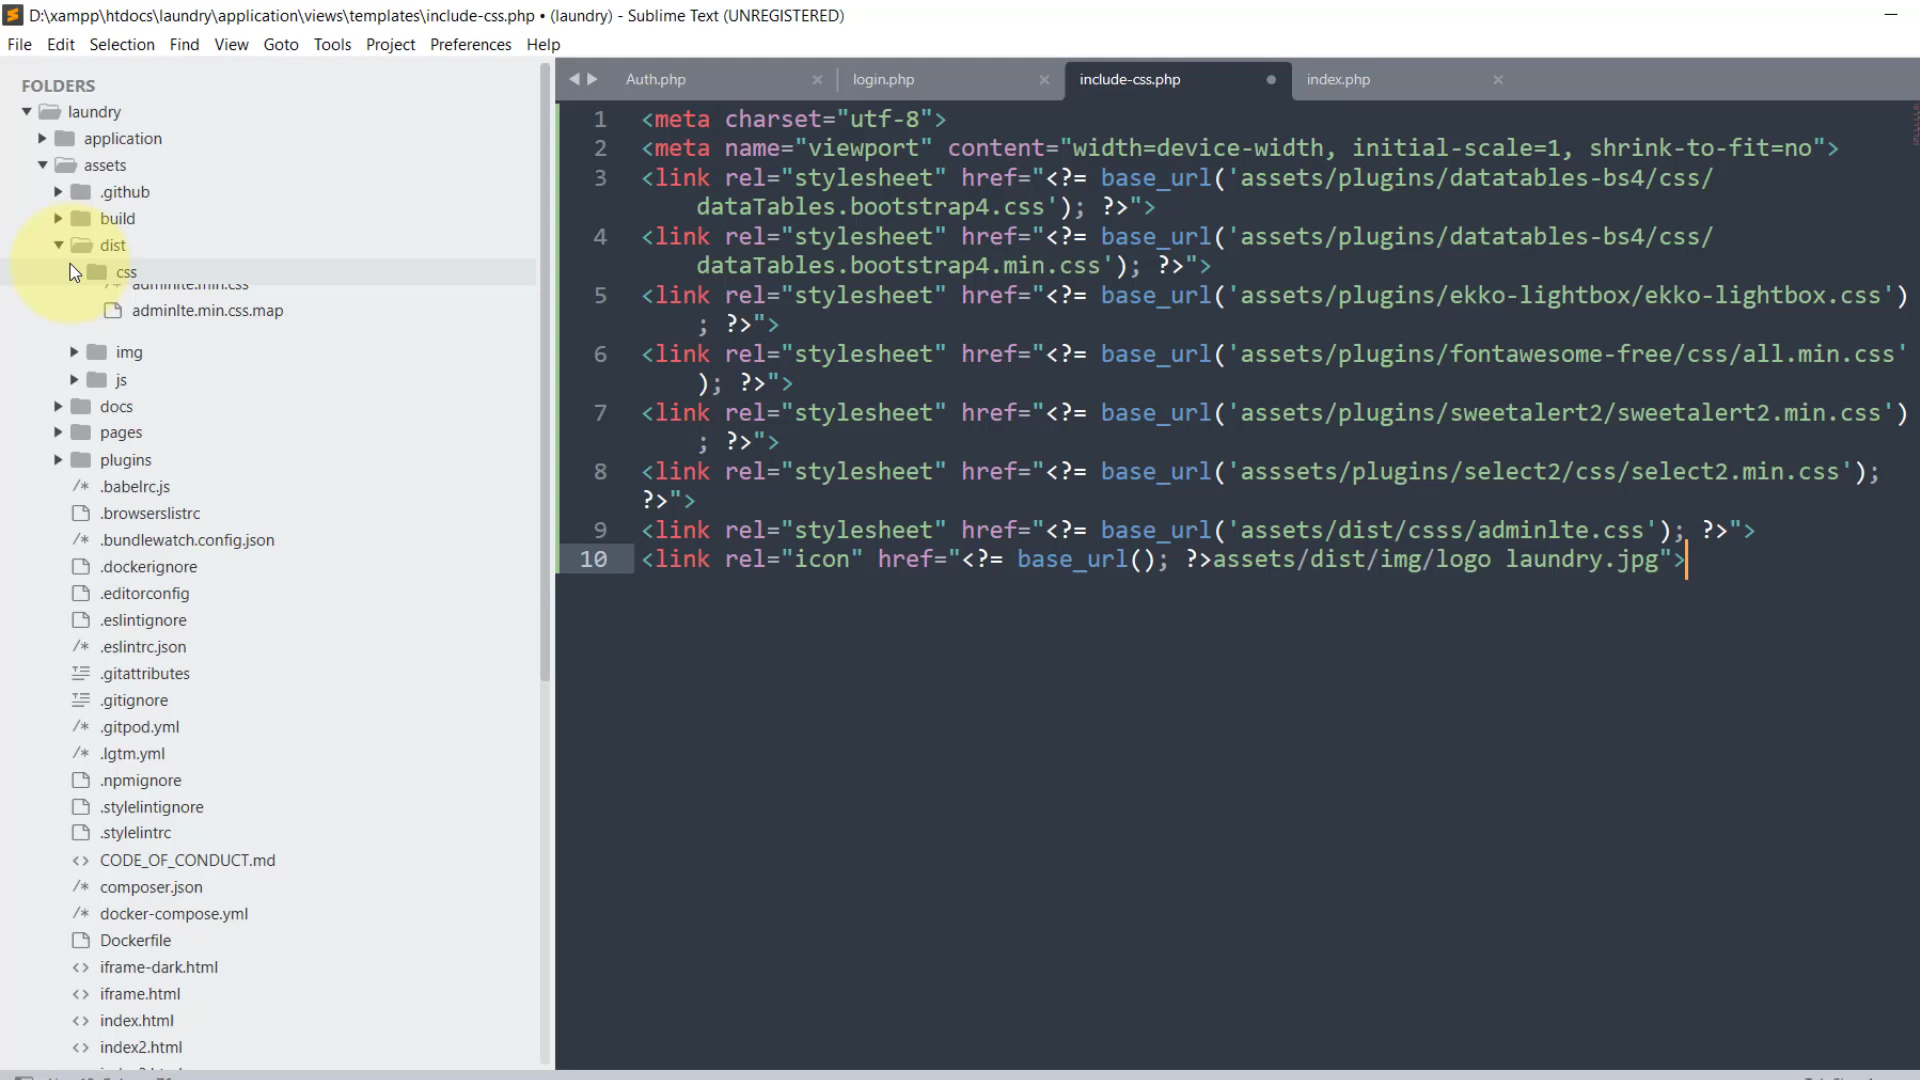 D:\xampp\htdocs\laundry\application\views\templates\include-css.php • (laundry) - Sublime Text (UNREGISTERED)
File Edit Selection Find View Goto Tools Project Preferences Help
FOLDERS
laundry
application
assets
.github
build
dist
css
adminlte.min.css
adminlte.min.css.map
img
js
docs
pages
plugins
.babelrc.js
.browserslistrc
.bundlewatch.config.json
.dockerignore
.editorconfig
.eslintignore
.eslintrc.json
.gitattributes
.gitignore
.gitpod.yml
.lgtm.yml
.npmignore
.stylelintignore
.stylelintrc
CODE_OF_CONDUCT.md
composer.json
docker-compose.yml
Dockerfile
iframe-dark.html
iframe.html
index.html
index2.html
Auth.php login.php include-css.php index.php
1 <meta charset="utf-8">
2 <meta name="viewport" content="width=device-width, initial-scale=1, shrink-to-fit=no">
3 <link rel="stylesheet" href="<?= base_url('assets/plugins/datatables-bs4/css/
dataTables.bootstrap4.css'); ?>">
4 <link rel="stylesheet" href="<?= base_url('assets/plugins/datatables-bs4/css/
dataTables.bootstrap4.min.css'); ?>">
5 <link rel="stylesheet" href="<?= base_url('assets/plugins/ekko-lightbox/ekko-lightbox.css')
; ?>">
6 <link rel="stylesheet" href="<?= base_url('assets/plugins/fontawesome-free/css/all.min.css'
); ?>">
7 <link rel="stylesheet" href="<?= base_url('assets/plugins/sweetalert2/sweetalert2.min.css')
; ?>">
8 <link rel="stylesheet" href="<?= base_url('asssets/plugins/select2/css/select2.min.css');
?>">
9 <link rel="stylesheet" href="<?= base_url('assets/dist/csss/adminlte.css'); ?>">
10 <link rel="icon" href="<?= base_url(); ?>assets/dist/img/logo laundry.jpg">